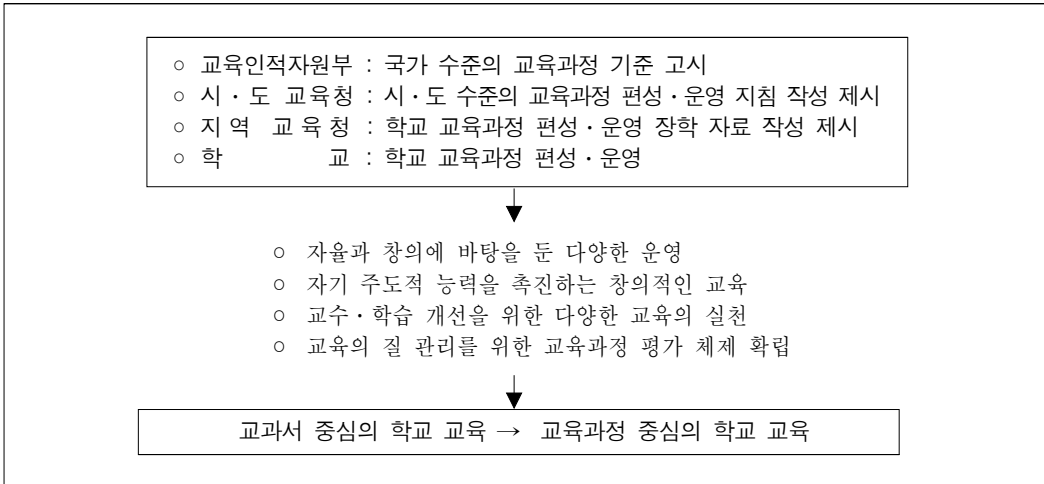 ○ 교육인적자원부 : 국가 수준의 교육과정 기준 고시
○ 시・도 교육청 : 시・도 수준의 교육과정 편성・운영 지침 작성 제시
○ 지역 교육청 : 학교 교육과정 편성・운영 장학 자료 작성 제시
○ 학 교 : 학교 교육과정 편성・운영
○ 자율과 창의에 바탕을 둔 다양한 운영
○ 자기 주도적 능력을 촉진하는 창의적인 교육
○ 교수・학습 개선을 위한 다양한 교육의 실천
○ 교육의 질 관리를 위한 교육과정 평가 체제 확립
교과서 중심의 학교 교육 → 교육과정 중심의 학교 교육